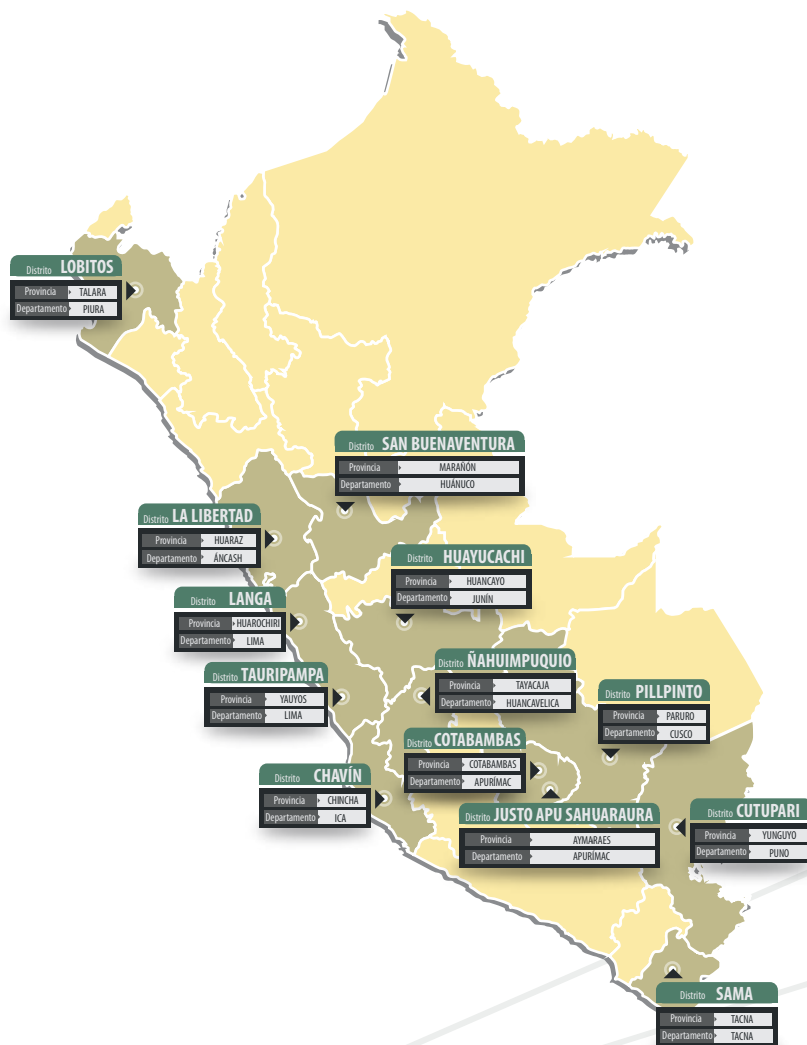 Distrito LOBITOS
Provincia TALARA
Departamento PIURA
Distrito SAN BUENAVENTURA
Provincia MARAÑÓN
Departamento HUÁNUCO
Distrito LA LIBERTAD
Provincia HUARAZ
Departamento ÁNCASH
Distrito HUAYUCACHI
Provincia HUANCAYO
Departamento JUNÍN
Distrito LANGA
Provincia HUAROCHIRI
Departamento LIMA
Distrito ÑAHUIMPUQUIO
Provincia TAYACAJA
Departamento HUANCAVELICA
Distrito TAURIPAMPA
Provincia YAUYOS
Departamento LIMA
Distrito PILLPINTO
Provincia PARURO
Departamento CUSCO
Distrito COTABAMBAS
Provincia COTABAMBAS
Departamento APURÍMAC
Distrito CHAVÍN
Provincia CHINCHA
Departamento ICA
Distrito JUSTO APU SAHUARAURA
Provincia AYMARAES
Departamento APURÍMAC
Distrito CUTUPARI
Provincia YUNGUYO
Departamento PUNO
Distrito SAMA
Provincia TACNA
Departamento TACNA